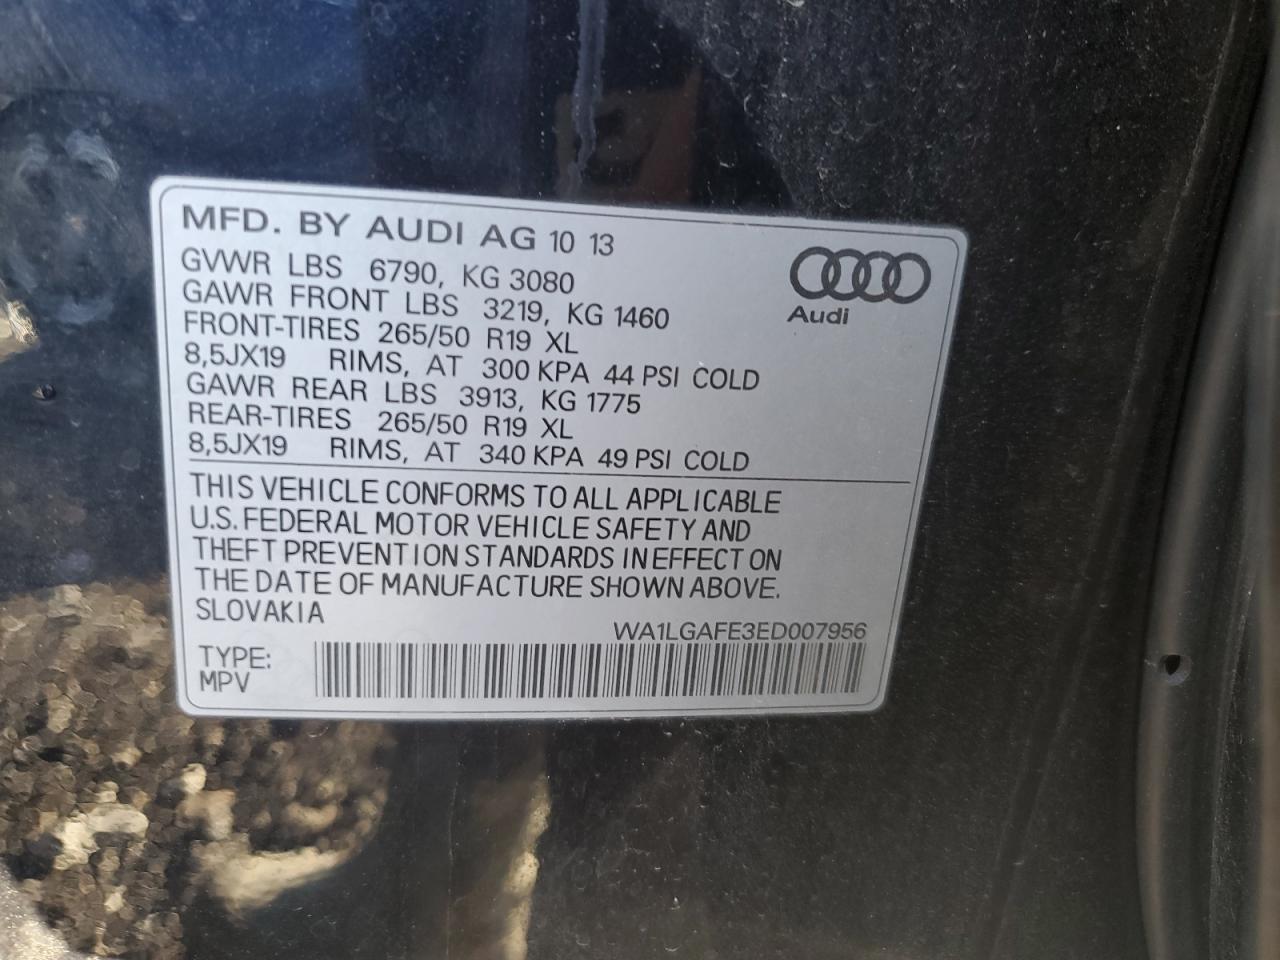 MFD. BY AUDI AG 10 13
GVWR LBS 6790, KG 3080
GAWR FRONT LBS 3219, KG 1460
FRONT-TIRES 265/50 R19 XL
8,5JX19 RIMS, AT 300 KPA 44 PSI COLD
GAWR REAR LBS 3913, KG 1775
REAR-TIRES 265/50 R19 XL
8,5JX19 RIMS, AT 340 KPA 49 PSI COLD
Audi
THIS VEHICLE CONFORMS TO ALL APPLICABLE
U.S. FEDERAL MOTOR VEHICLE SAFETY AND
THEFT PREVENTION STANDARDS IN EFFECT ON
THE DATE OF MANUFACTURE SHOWN ABOVE.
SLOVAKIA
WA1LGAFE3ED007956
TYPE:
MPV